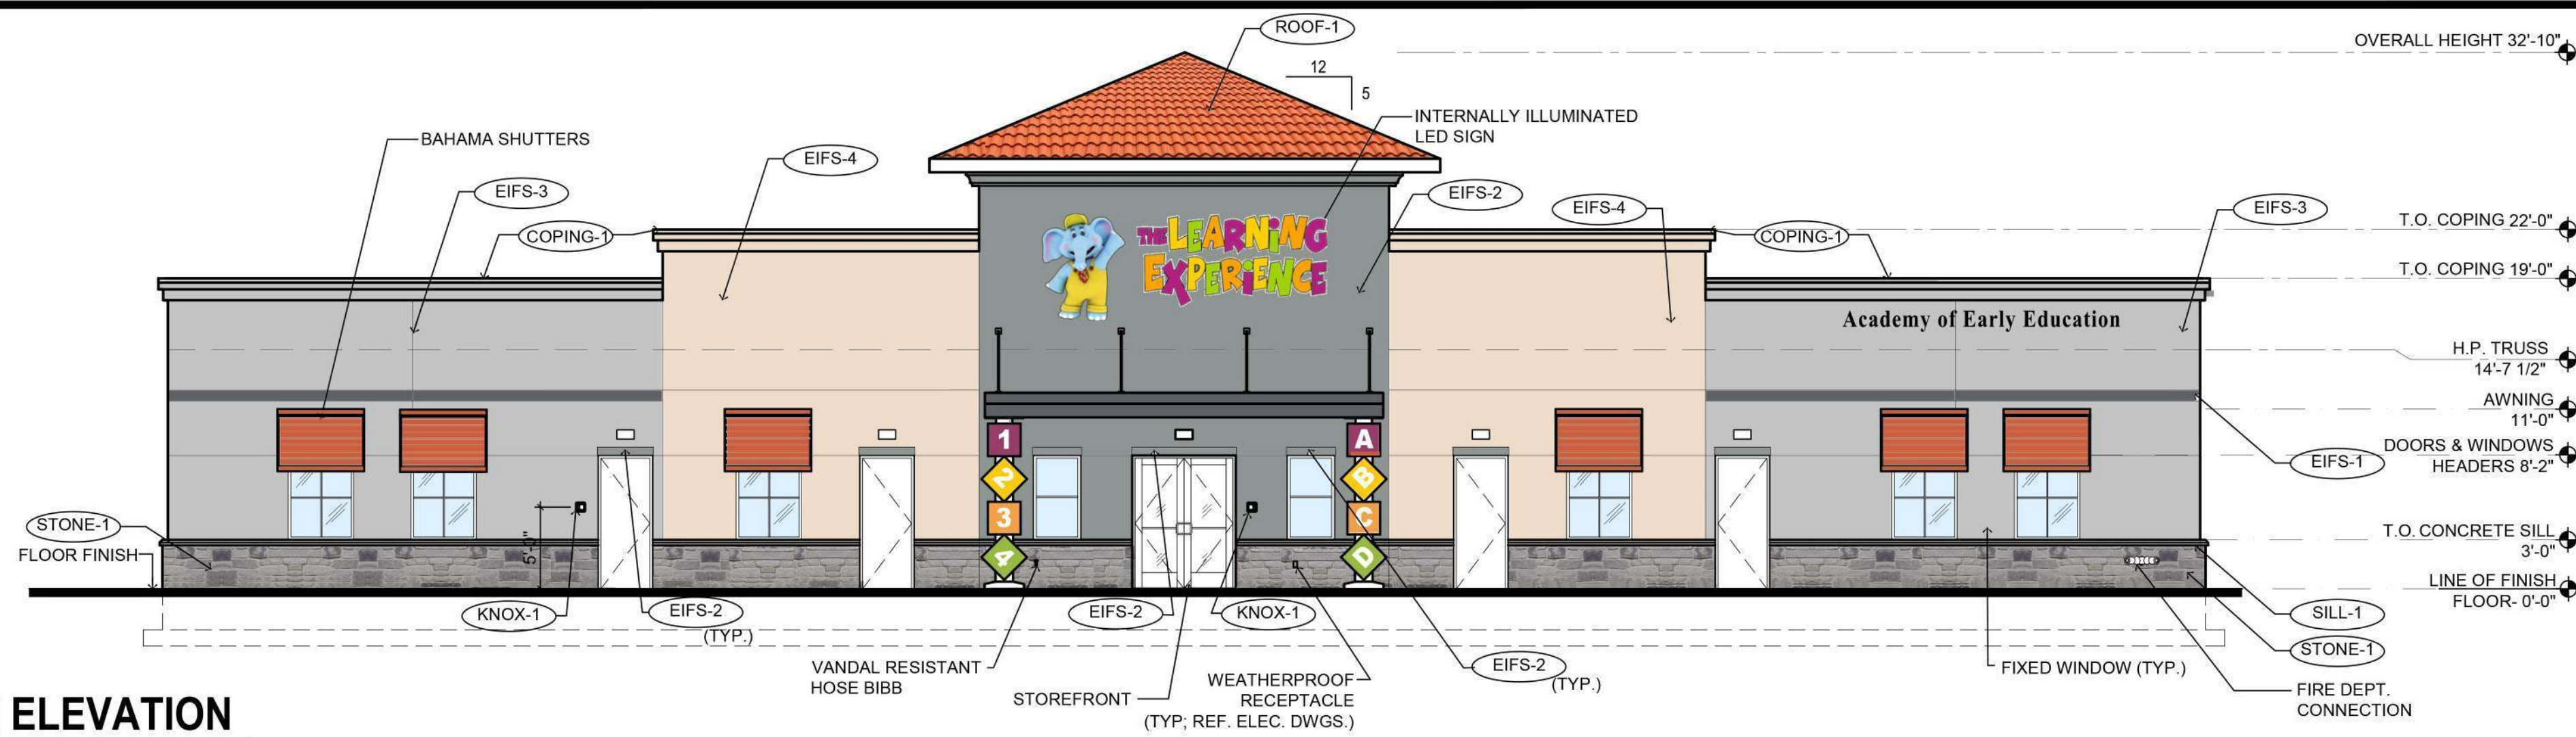 ROOF-1
OVERALL HEIGHT 32'-10"
12
5
INTERNALLY ILLUMINATED
LED SIGN
BAHAMA SHUTTERS
EIFS-4
EIFS-3
EIFS-2
EIFS-4
EIFS-3
COPING-1
COPING-1
T.O. COPING 22'-0"
T.O. COPING 19'-0"
THE LEARNING
EXPERIENCE
Academy of Early Education
H.P. TRUSS
14'-7 1/2"
AWNING
11'-0"
DOORS & WINDOWS
HEADERS 8'-2"
EIFS-1
1
2
3
4
A
B
C
D
STONE-1
FLOOR FINISH
5'-0"
T.O. CONCRETE SILL
3'-0"
LINE OF FINISH
FLOOR- 0'-0"
KNOX-1
EIFS-2
(TYP.)
EIFS-2
KNOX-1
SILL-1
STONE-1
VANDAL RESISTANT
HOSE BIBB
STOREFRONT
WEATHERPROOF
RECEPTACLE
(TYP; REF. ELEC. DWGS.)
EIFS-2
(TYP.)
FIXED WINDOW (TYP.)
FIRE DEPT.
CONNECTION
ELEVATION